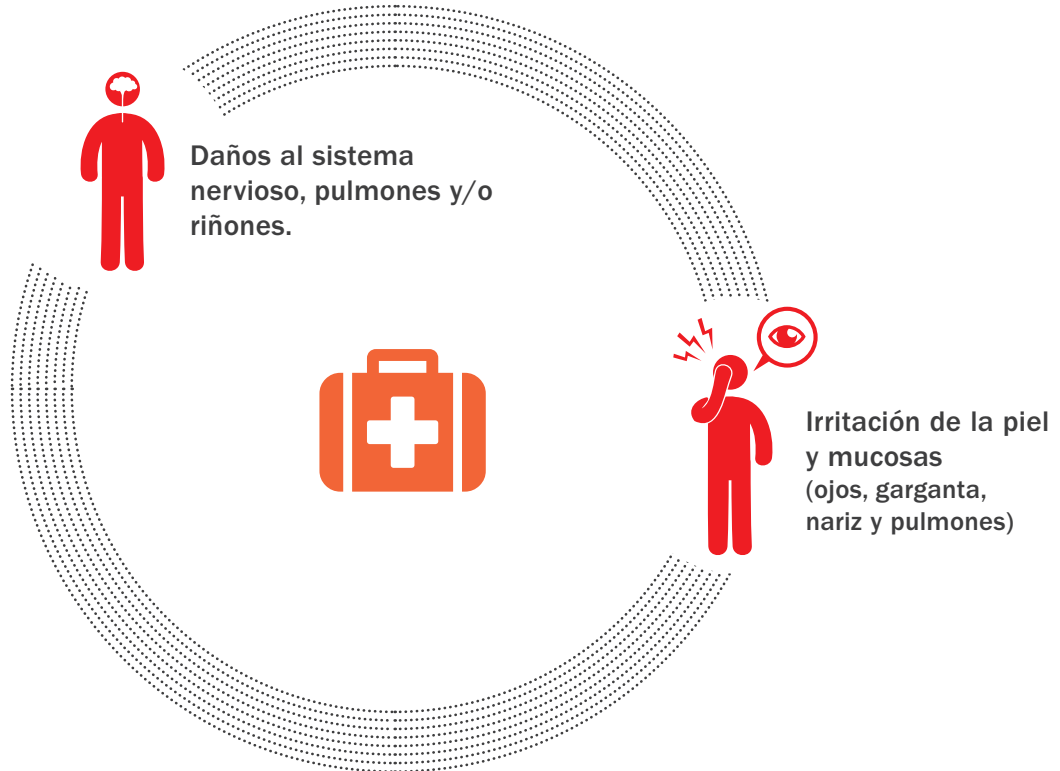 Daños al sistema
nervioso, pulmones y/o
riñones.
Irritación de la piel
y mucosas
(ojos, garganta,
nariz y pulmones)